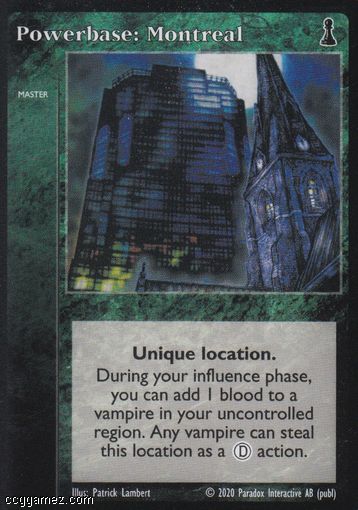 Powerbase: Montreal
MASTER
Unique location.
During your influence phase,
you can add 1 blood to a
vampire in your uncontrolled
region. Any vampire can steal
this location as a Ⓓ action.
Illus: Patrick Lambert © 2020 Paradox Interactive AB (publ)
ccggamez.com